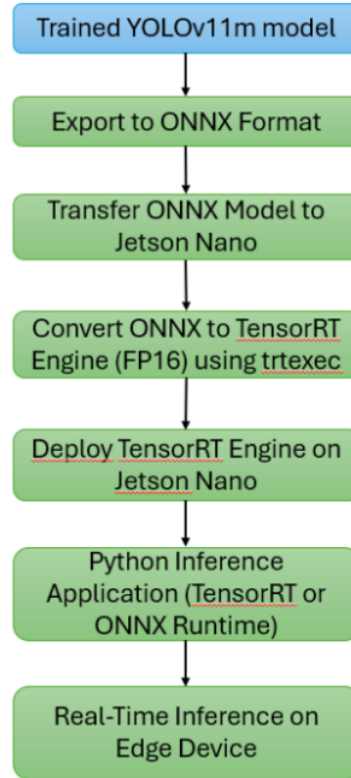 Trained YOLOv11m model
Export to ONNX Format
Transfer ONNX Model to
Jetson Nano
Convert ONNX to TensorRT
Engine (FP16) using trtexec
Deploy TensorRT Engine on
Jetson Nano
Python Inference
Application (TensorRT or
ONNX Runtime)
Real-Time Inference on
Edge Device